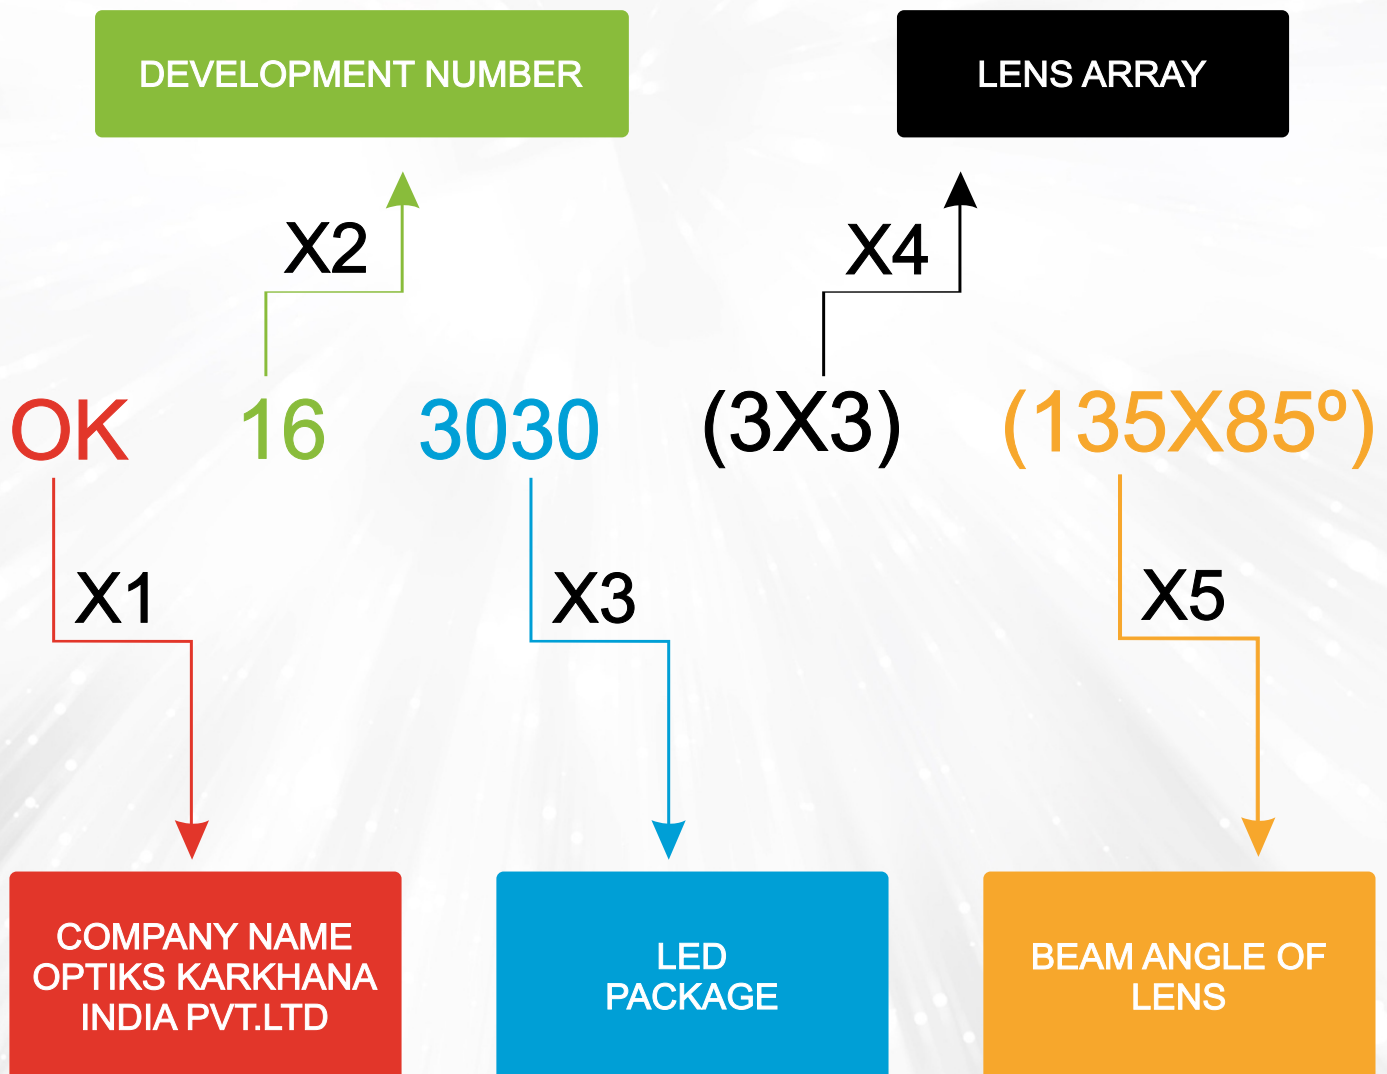 DEVELOPMENT NUMBER
LENS ARRAY
X2
X4
OK 16 3030 (3X3) (135X85º)
X1
X3
X5
COMPANY NAME
OPTIKS KARKHANA
INDIA PVT.LTD
LED
PACKAGE
BEAM ANGLE OF
LENS